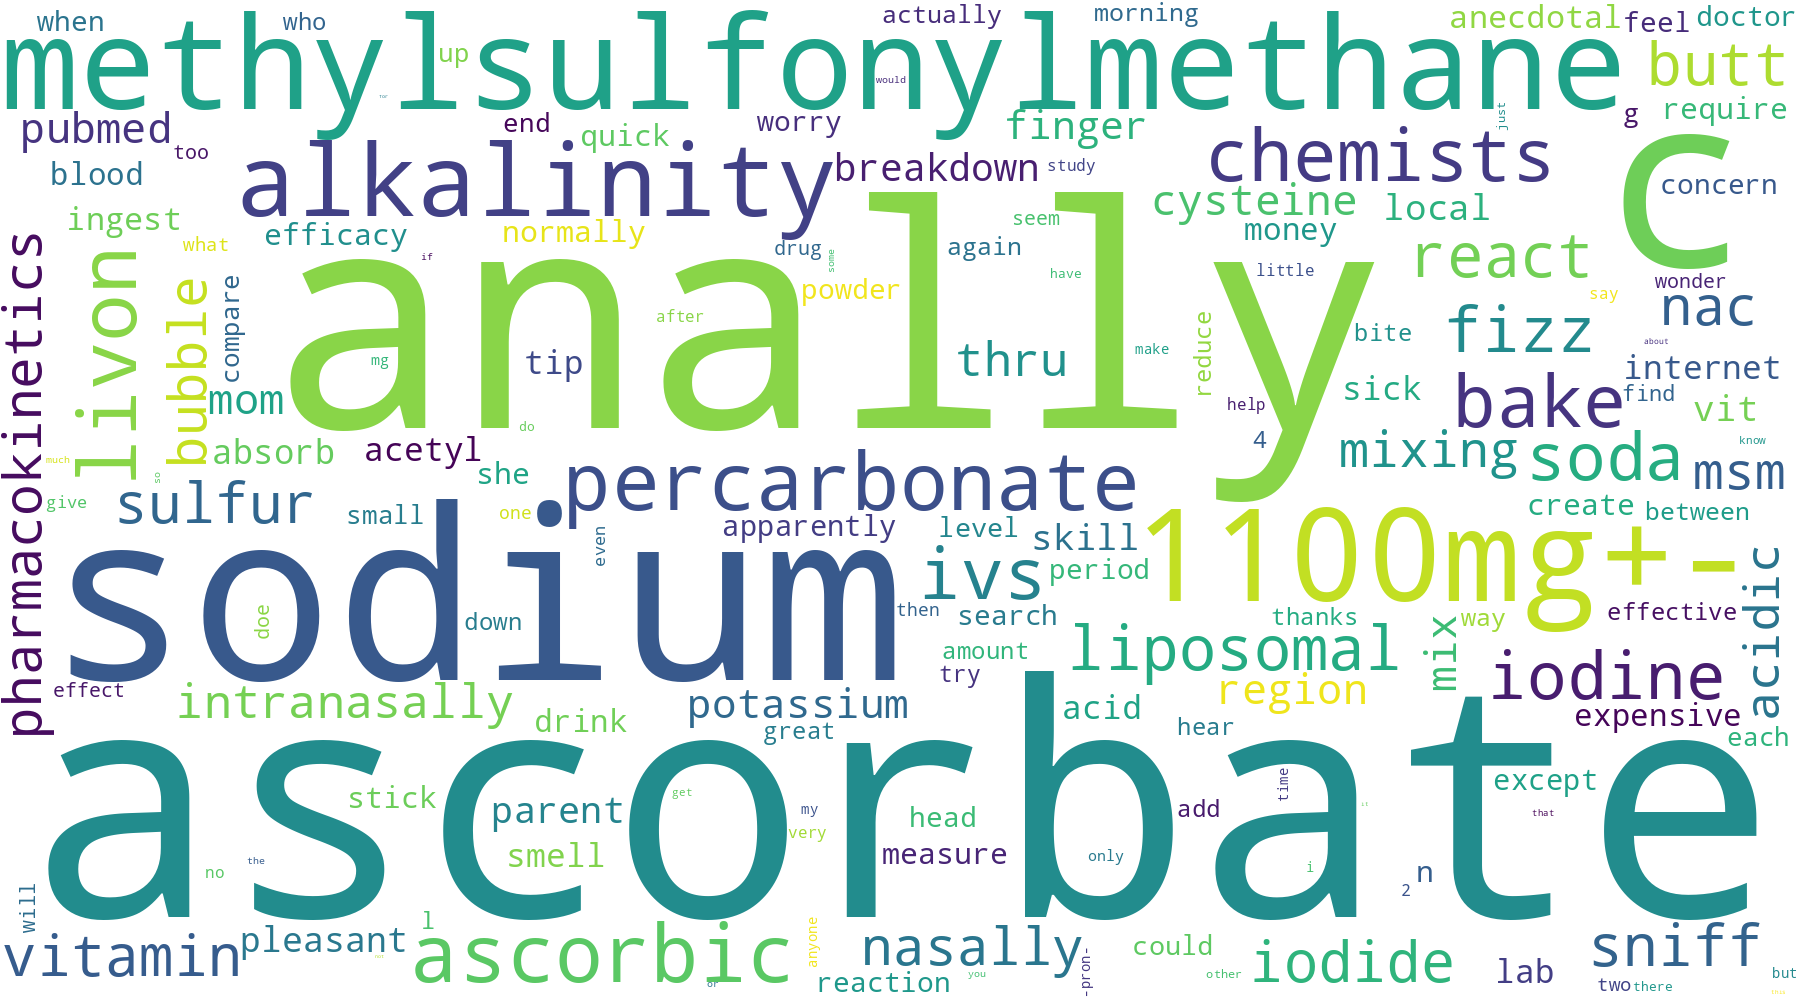 when
who
actually
morning
anecdotal
feel
doctor
methylsulfonylmethane
up
would
butt
pubmed
too
end
quick
worry
finger
just
g
require
blood
alkalinity
breakdown
study
chemists
c
concern
ingest
what
efficacy
normally
if
drug
some
seem
again
have
cysteine
local
money
little
react
say
wonder
nac
pharmacokinetics
livon
bubble
compare
anally
powder
after
mg
tip
do
thru
make
reduce
bite
fizz
about
internet
find
mom
absorb
acetyl
help
4
sick
bake
vit
know
much
so
give
she
percarbonate
mixing
soda
msm
sulfur
small
one
even
apparently
level
skill
1100mg+-
create
between
sodium
doe
down
then
ivs
period
search
thanks
way
effective
acidic
effect
intranasally
drink
potassium
great
amount
try
liposomal
region
mix
iodine
expensive
acid
hear
each
ascorbate
stick
parent
smell
get
my
very
head
measure
add
time
only
except
that
it
i
no
the
n
2
will
vitamin
pleasant
l
ascorbic
or
anyone
nasally
reaction
you
-pron-
could
other
iodide
lab
sniff
two
there
but